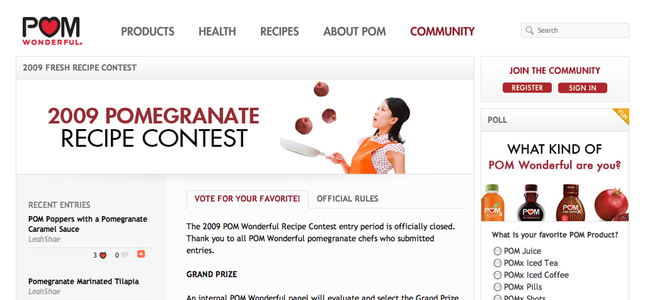 POM
WONDERFUL.
PRODUCTS HEALTH RECIPES ABOUT POM COMMUNITY
Search
2009 FRESH RECIPE CONTEST
2009 POMEGRANATE
RECIPE CONTEST
RECENT ENTRIES
POM Poppers with a Pomegranate
Caramel Sauce
LeahShae
3 0
Pomegranate Marinated Tilapia
LeahShae
VOTE FOR YOUR FAVORITE! OFFICIAL RULES
The 2009 POM Wonderful Recipe Contest entry period is officially closed.
Thank you to all POM Wonderful pomegranate chefs who submitted
entries.
GRAND PRIZE
An internal POM Wonderful panel will evaluate and select the Grand Prize
JOIN THE COMMUNITY
REGISTER SIGN IN
POLL
WHAT KIND OF
POM Wonderful are you?
POMx POM POM
What is your favorite POM Product?
POM Juice
POMx Iced Tea
POMx Iced Coffee
POMx Pills
POMx Shots